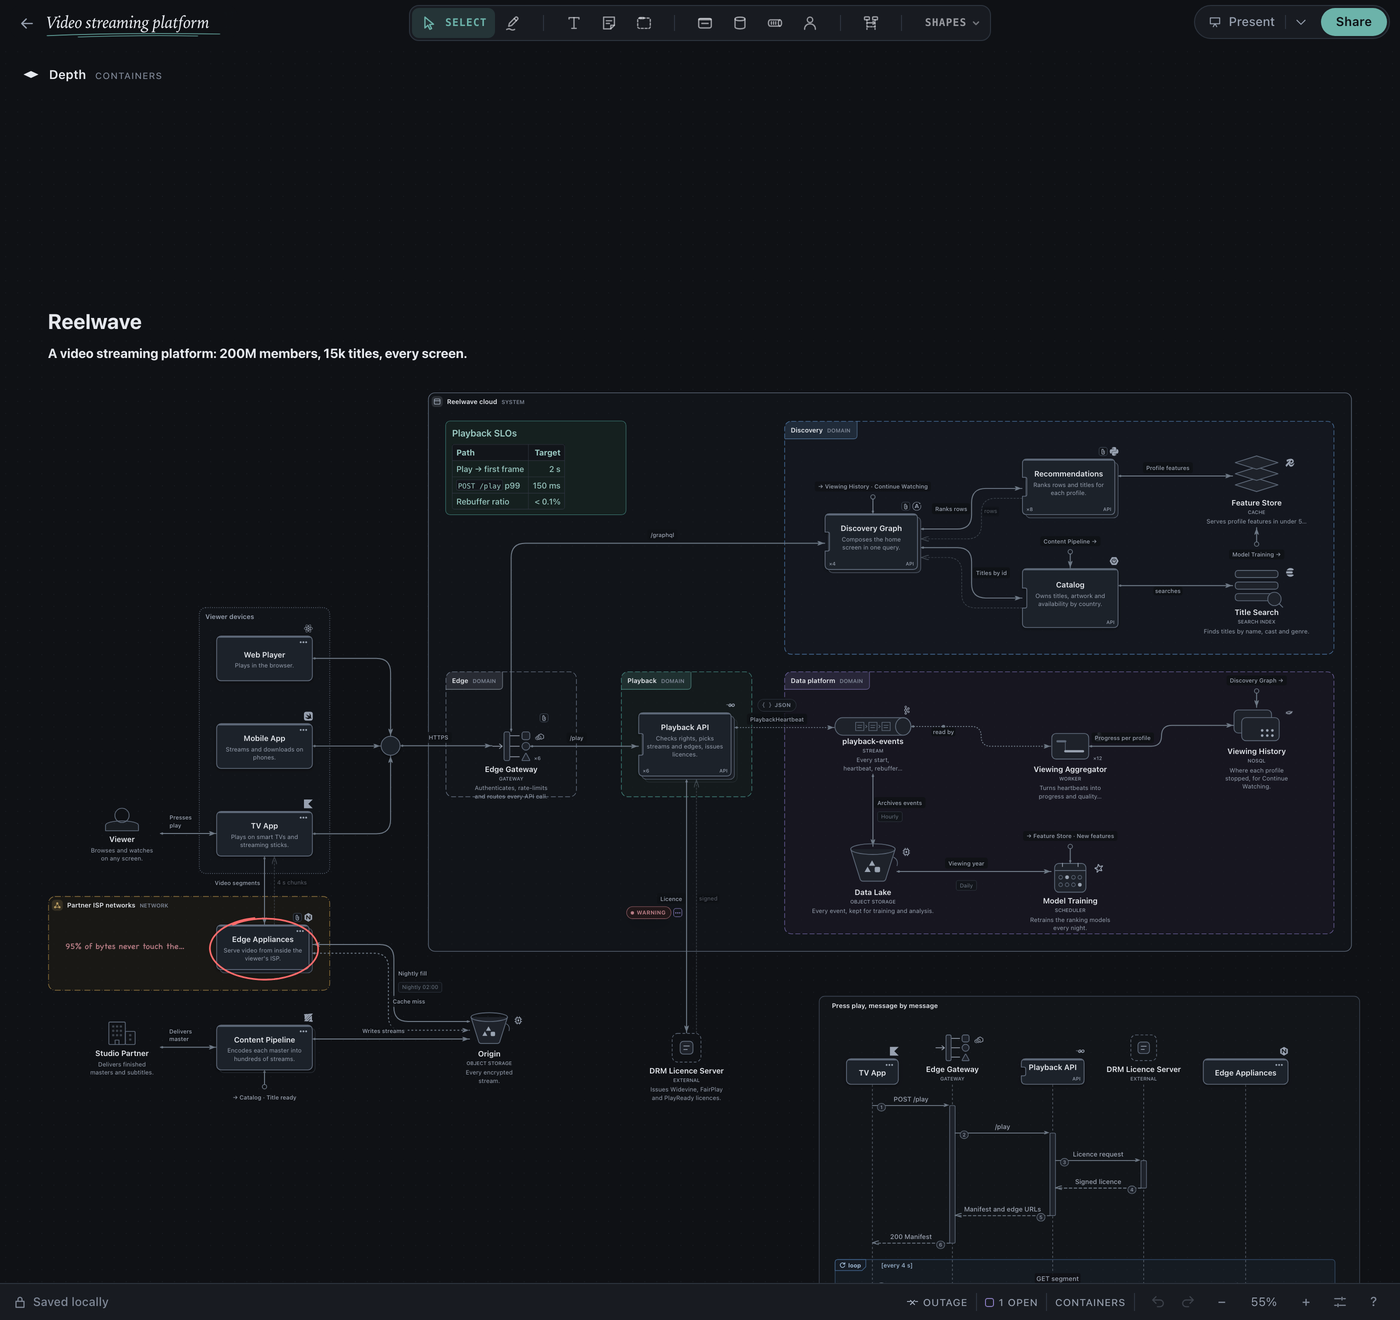 Video streaming platform
SELECT
SHAPES
Present
Share
Depth CONTAINERS
Reelwave
A video streaming platform: 200M members, 15k titles, every screen.
Reelwave cloud SYSTEM
Playback SLOs
Path Target
Play → first frame 2 s
POST /play p99 150 ms
Rebuffer ratio < 0.1%
Discovery DOMAIN
→ Viewing History · Continue Watching
Discovery Graph
Composes the home
screen in one query.
×4 API
Ranks rows
rows
Titles by id
Recommendations
Ranks rows and titles for
each profile.
×8 API
Profile features
Feature Store
CACHE
Serves profile features in under 5...
Model Training →
Content Pipeline →
Catalog
Owns titles, artwork and
availability by country.
API
searches
Title Search
SEARCH INDEX
Finds titles by name, cast and genre.
/graphql
Viewer devices
Web Player
Plays in the browser.
Mobile App
Streams and downloads on
phones.
TV App
Plays on smart TVs and
streaming sticks.
Viewer
Browses and watches
on any screen.
Presses
play
HTTPS
Edge DOMAIN
×6
Edge Gateway
GATEWAY
Authenticates, rate-limits
and routes every API call.
/play
Playback DOMAIN
Playback API
Checks rights, picks
streams and edges, issues
licences.
×6 API
{ } JSON
PlaybackHeartbeat
Data platform DOMAIN
playback-events
STREAM
Every start,
heartbeat, rebuffer...
read by
×12
Viewing Aggregator
WORKER
Turns heartbeats into
progress and quality...
Progress per profile
Discovery Graph →
Viewing History
NOSQL
Where each profile
stopped, for Continue
Watching.
Archives events
Hourly
Data Lake
OBJECT STORAGE
Every event, kept for training and analysis.
Viewing year
Daily
→ Feature Store · New features
Model Training
SCHEDULER
Retrains the ranking models
every night.
Video segments
4 s chunks
Partner ISP networks NETWORK
95% of bytes never touch the...
Edge Appliances
Serve video from inside the
viewer's ISP.
Nightly fill
Nightly 02:00
Cache miss
Writes streams
Licence
signed
WARNING
Studio Partner
Delivers finished
masters and subtitles.
Delivers
master
Content Pipeline
Encodes each master into
hundreds of streams.
→ Catalog · Title ready
Origin
OBJECT STORAGE
Every encrypted
stream.
DRM Licence Server
EXTERNAL
Issues Widevine, FairPlay
and PlayReady licences.
Press play, message by message
TV App
Edge Gateway
GATEWAY
Playback API
API
DRM Licence Server
EXTERNAL
Edge Appliances
1 POST /play
2 /play
3 Licence request
Signed licence 4
Manifest and edge URLs 5
200 Manifest 6
loop [every 4 s]
GET segment
Saved locally
OUTAGE
1 OPEN
CONTAINERS
− 55% +
?